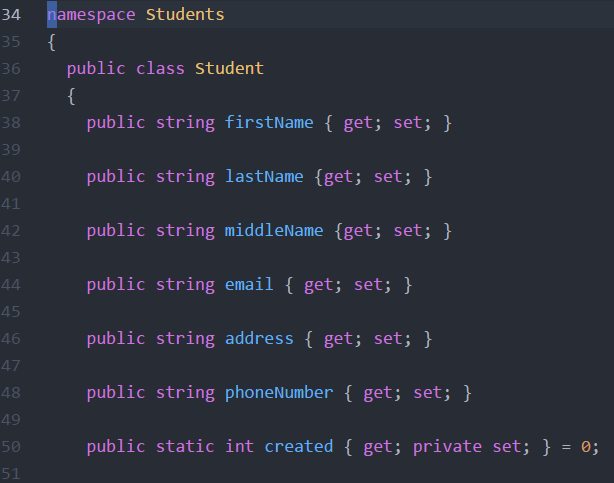 34 namespace Students
35 {
36 public class Student
37 {
38 public string firstName { get; set; }
39
40 public string lastName {get; set; }
41
42 public string middleName {get; set; }
43
44 public string email { get; set; }
45
46 public string address { get; set; }
47
48 public string phoneNumber { get; set; }
49
50 public static int created { get; private set; } = 0;
51